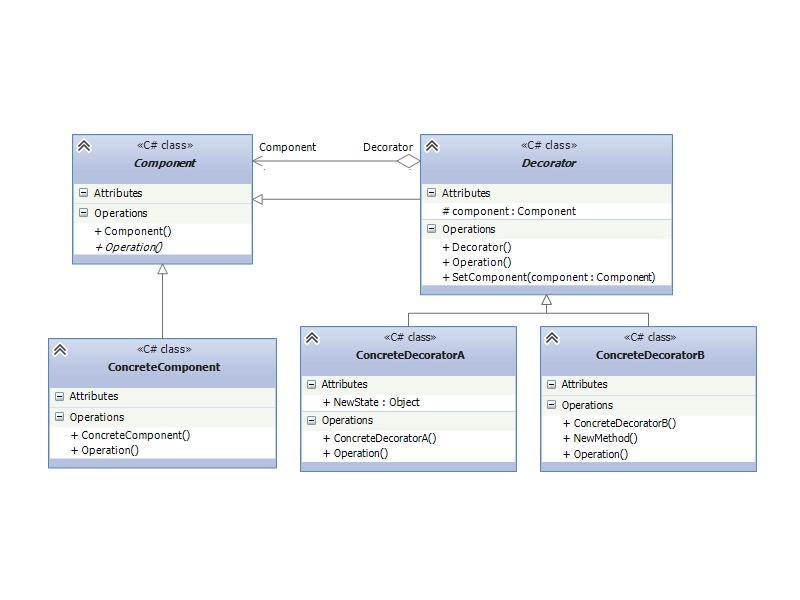 «C# class»
Component
Attributes
Operations
+ Component()
+ Operation()
Component
Decorator
«C# class»
Decorator
Attributes
# component : Component
Operations
+ Decorator()
+ Operation()
+ SetComponent(component : Component)
«C# class»
ConcreteComponent
Attributes
Operations
+ ConcreteComponent()
+ Operation()
«C# class»
ConcreteDecoratorA
Attributes
+ NewState : Object
Operations
+ ConcreteDecoratorA()
+ Operation()
«C# class»
ConcreteDecoratorB
Attributes
Operations
+ ConcreteDecoratorB()
+ NewMethod()
+ Operation()